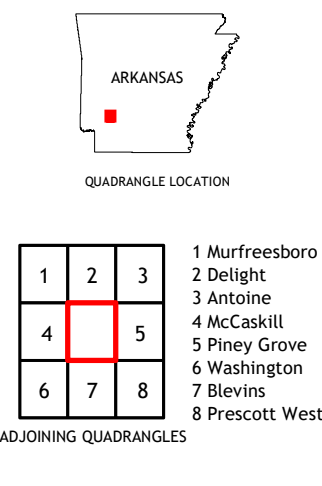 ARKANSAS
QUADRANGLE LOCATION
1 2 3
4 5
6 7 8
1 Murfreesboro
2 Delight
3 Antoine
4 McCaskill
5 Piney Grove
6 Washington
7 Blevins
8 Prescott West
ADJOINING QUADRANGLES